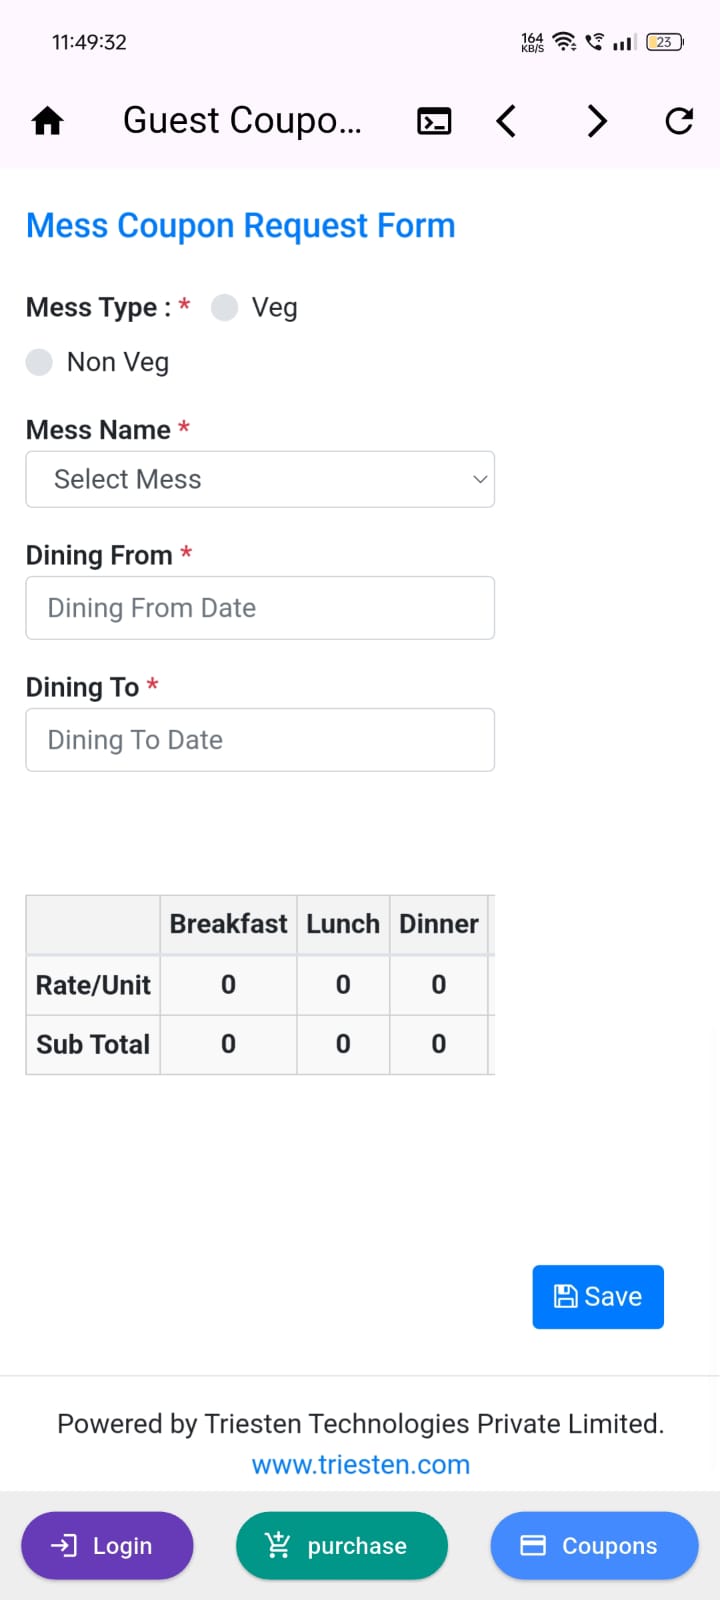 11:49:32
164
KB/S
23
Guest Coupo...
Mess Coupon Request Form
Mess Type : * Veg
Non Veg
Mess Name *
Select Mess
Dining From *
Dining From Date
Dining To *
Dining To Date
Breakfast Lunch Dinner
Rate/Unit 0 0 0
Sub Total 0 0 0
Save
Powered by Triesten Technologies Private Limited.
www.triesten.com
Login purchase Coupons